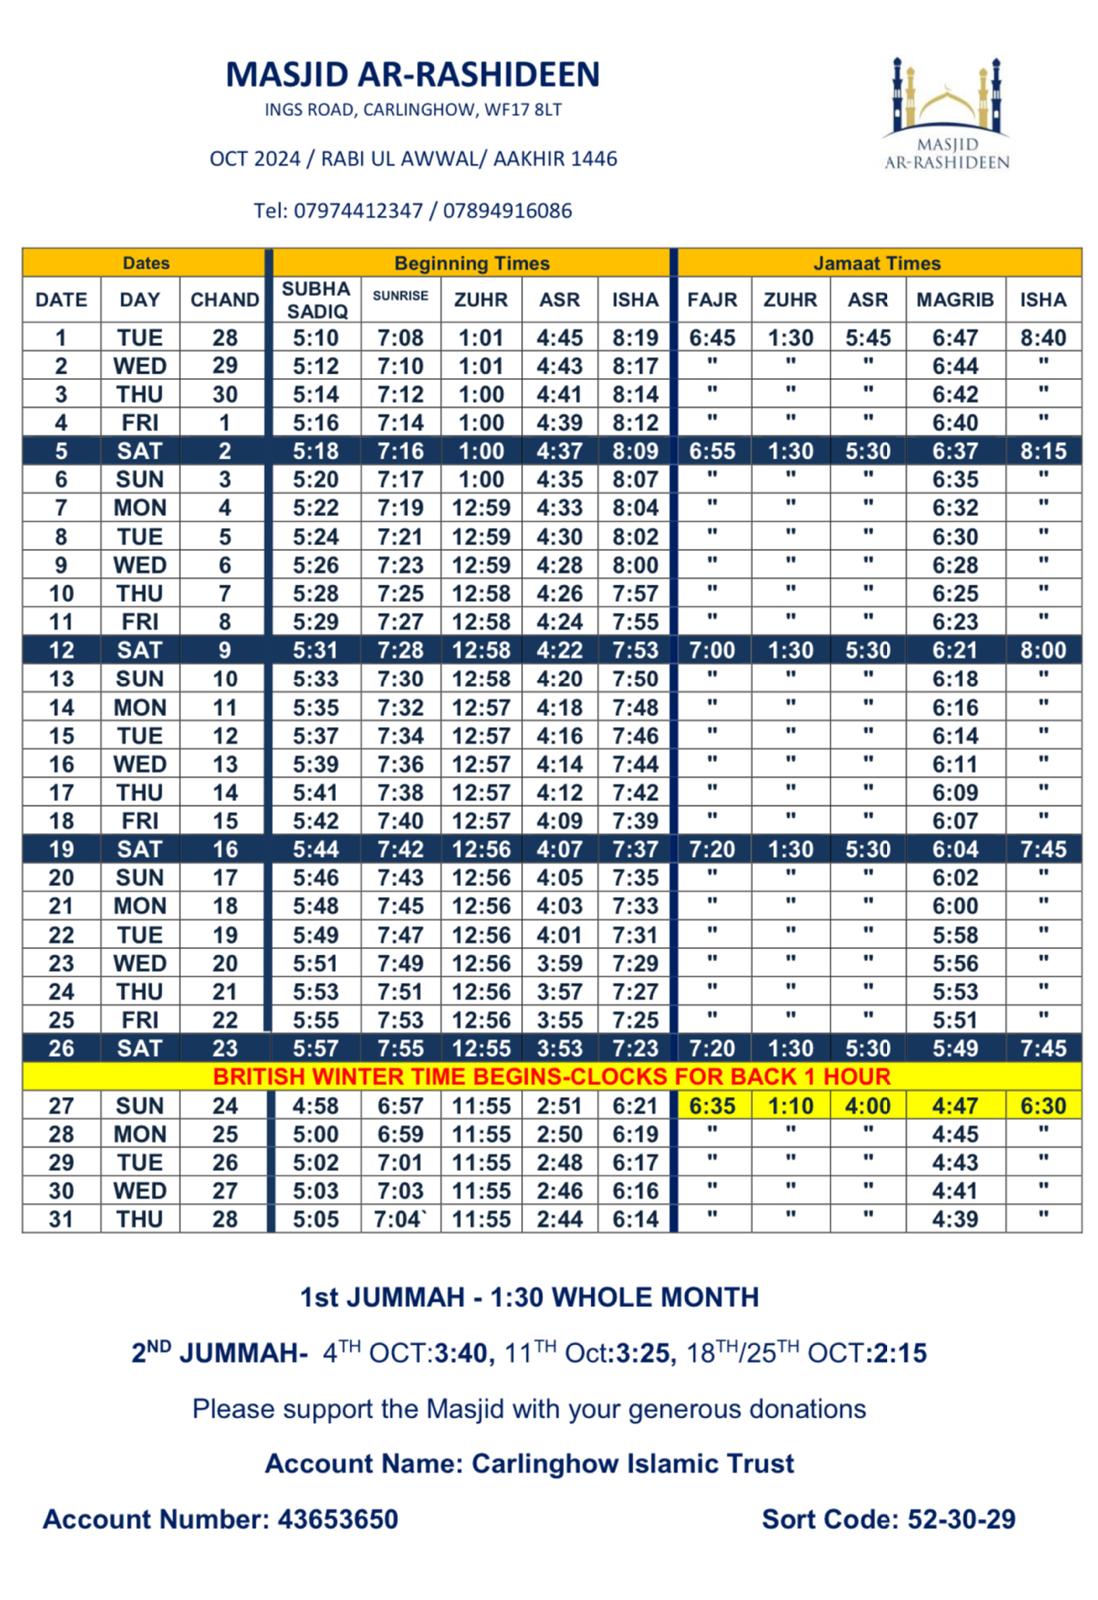 MASJID AR-RASHIDEEN
INGS ROAD, CARLINGHOW, WF17 8LT
OCT 2024 / RABI UL AWWAL/ AAKHIR 1446
Tel: 07974412347 / 07894916086
MASJID
AR-RASHIDEEN
Dates Beginning Times Jamaat Times
DATE DAY CHAND SUBHA SADIQ SUNRISE ZUHR ASR ISHA FAJR ZUHR ASR MAGRIB ISHA
1 TUE 28 5:10 7:08 1:01 4:45 8:19 6:45 1:30 5:45 6:47 8:40
2 WED 29 5:12 7:10 1:01 4:43 8:17 " " " 6:44 "
3 THU 30 5:14 7:12 1:00 4:41 8:14 " " " 6:42 "
4 FRI 1 5:16 7:14 1:00 4:39 8:12 " " " 6:40 "
5 SAT 2 5:18 7:16 1:00 4:37 8:09 6:55 1:30 5:30 6:37 8:15
6 SUN 3 5:20 7:17 1:00 4:35 8:07 " " " 6:35 "
7 MON 4 5:22 7:19 12:59 4:33 8:04 " " " 6:32 "
8 TUE 5 5:24 7:21 12:59 4:30 8:02 " " " 6:30 "
9 WED 6 5:26 7:23 12:59 4:28 8:00 " " " 6:28 "
10 THU 7 5:28 7:25 12:58 4:26 7:57 " " " 6:25 "
11 FRI 8 5:29 7:27 12:58 4:24 7:55 " " " 6:23 "
12 SAT 9 5:31 7:28 12:58 4:22 7:53 7:00 1:30 5:30 6:21 8:00
13 SUN 10 5:33 7:30 12:58 4:20 7:50 " " " 6:18 "
14 MON 11 5:35 7:32 12:57 4:18 7:48 " " " 6:16 "
15 TUE 12 5:37 7:34 12:57 4:16 7:46 " " " 6:14 "
16 WED 13 5:39 7:36 12:57 4:14 7:44 " " " 6:11 "
17 THU 14 5:41 7:38 12:57 4:12 7:42 " " " 6:09 "
18 FRI 15 5:42 7:40 12:57 4:09 7:39 " " " 6:07 "
19 SAT 16 5:44 7:42 12:56 4:07 7:37 7:20 1:30 5:30 6:04 7:45
20 SUN 17 5:46 7:43 12:56 4:05 7:35 " " " 6:02 "
21 MON 18 5:48 7:45 12:56 4:03 7:33 " " " 6:00 "
22 TUE 19 5:49 7:47 12:56 4:01 7:31 " " " 5:58 "
23 WED 20 5:51 7:49 12:56 3:59 7:29 " " " 5:56 "
24 THU 21 5:53 7:51 12:56 3:57 7:27 " " " 5:53 "
25 FRI 22 5:55 7:53 12:56 3:55 7:25 " " " 5:51 "
26 SAT 23 5:57 7:55 12:55 3:53 7:23 7:20 1:30 5:30 5:49 7:45
BRITISH WINTER TIME BEGINS-CLOCKS FOR BACK 1 HOUR
27 SUN 24 4:58 6:57 11:55 2:51 6:21 6:35 1:10 4:00 4:47 6:30
28 MON 25 5:00 6:59 11:55 2:50 6:19 " " " 4:45 "
29 TUE 26 5:02 7:01 11:55 2:48 6:17 " " " 4:43 "
30 WED 27 5:03 7:03 11:55 2:46 6:16 " " " 4:41 "
31 THU 28 5:05 7:04` 11:55 2:44 6:14 " " " 4:39 "
1st JUMMAH - 1:30 WHOLE MONTH
2ND JUMMAH- 4TH OCT:3:40, 11TH Oct:3:25, 18TH/25TH OCT:2:15
Please support the Masjid with your generous donations
Account Name: Carlinghow Islamic Trust
Account Number: 43653650 Sort Code: 52-30-29